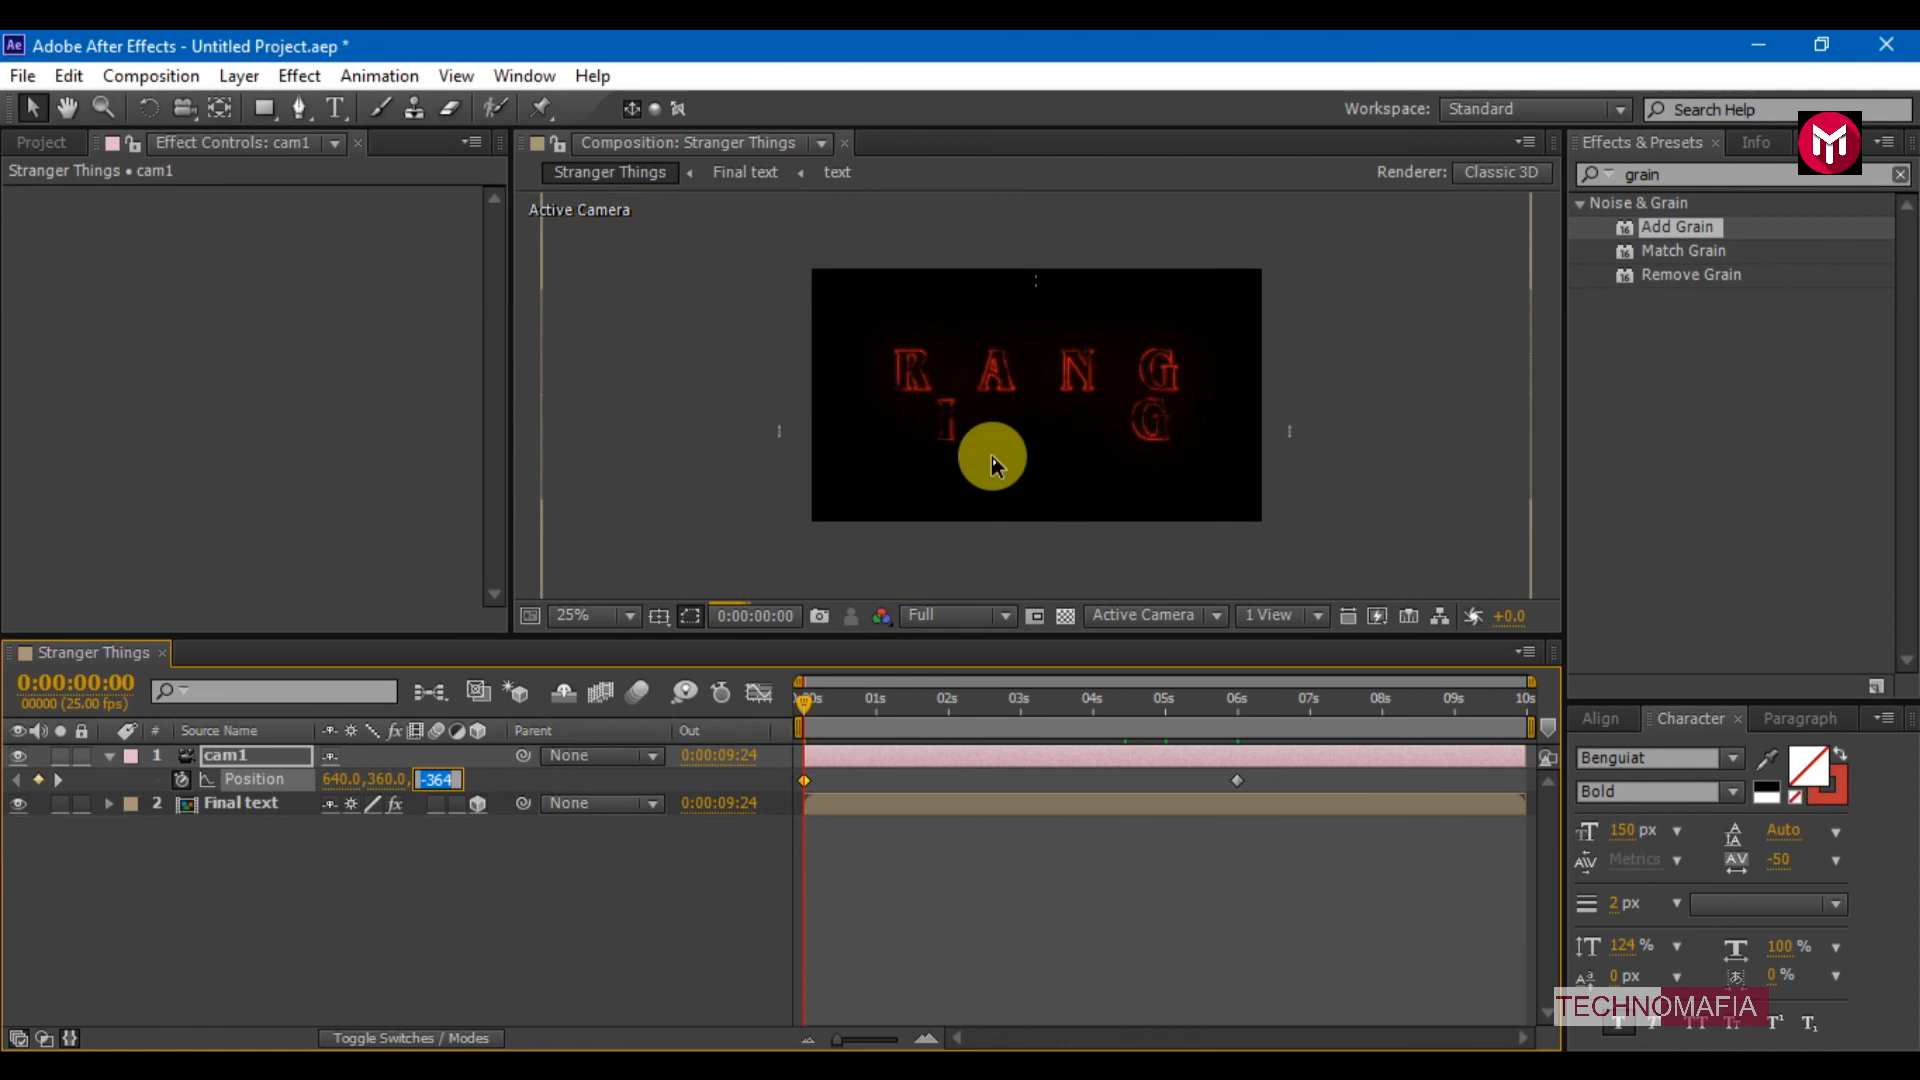 Ae Adobe After Effects - Untitled Project.aep *
File Edit Composition Layer Effect Animation View Window Help
T Workspace: Standard Search Help
Project Effect Controls: cam1 Composition: Stranger Things Effects & Presets Info
Stranger Things • cam1 Stranger Things Final text text Renderer: Classic 3D grain
Noise & Grain
Active Camera
16 Add Grain
16 Match Grain
16 Remove Grain
R A N G
I G
25% 0:00:00:00 Full Active Camera 1 View +0.0
Stranger Things
0:00:00:00
00000 (25.00 fps)
01s 02s 03s 04s 05s 06s 07s 08s 09s 10s
Align Character Paragraph
# Source Name fx Parent Out
1 cam1 None 0:00:09:24
Position 640.0,360.0, -364
2 Final text fx None 0:00:09:24
Benguiat
Bold
150 px Auto
Metrics -50
2 px
124 % 100 %
0 px 0 %
TECHNOMAFIA
Toggle Switches / Modes